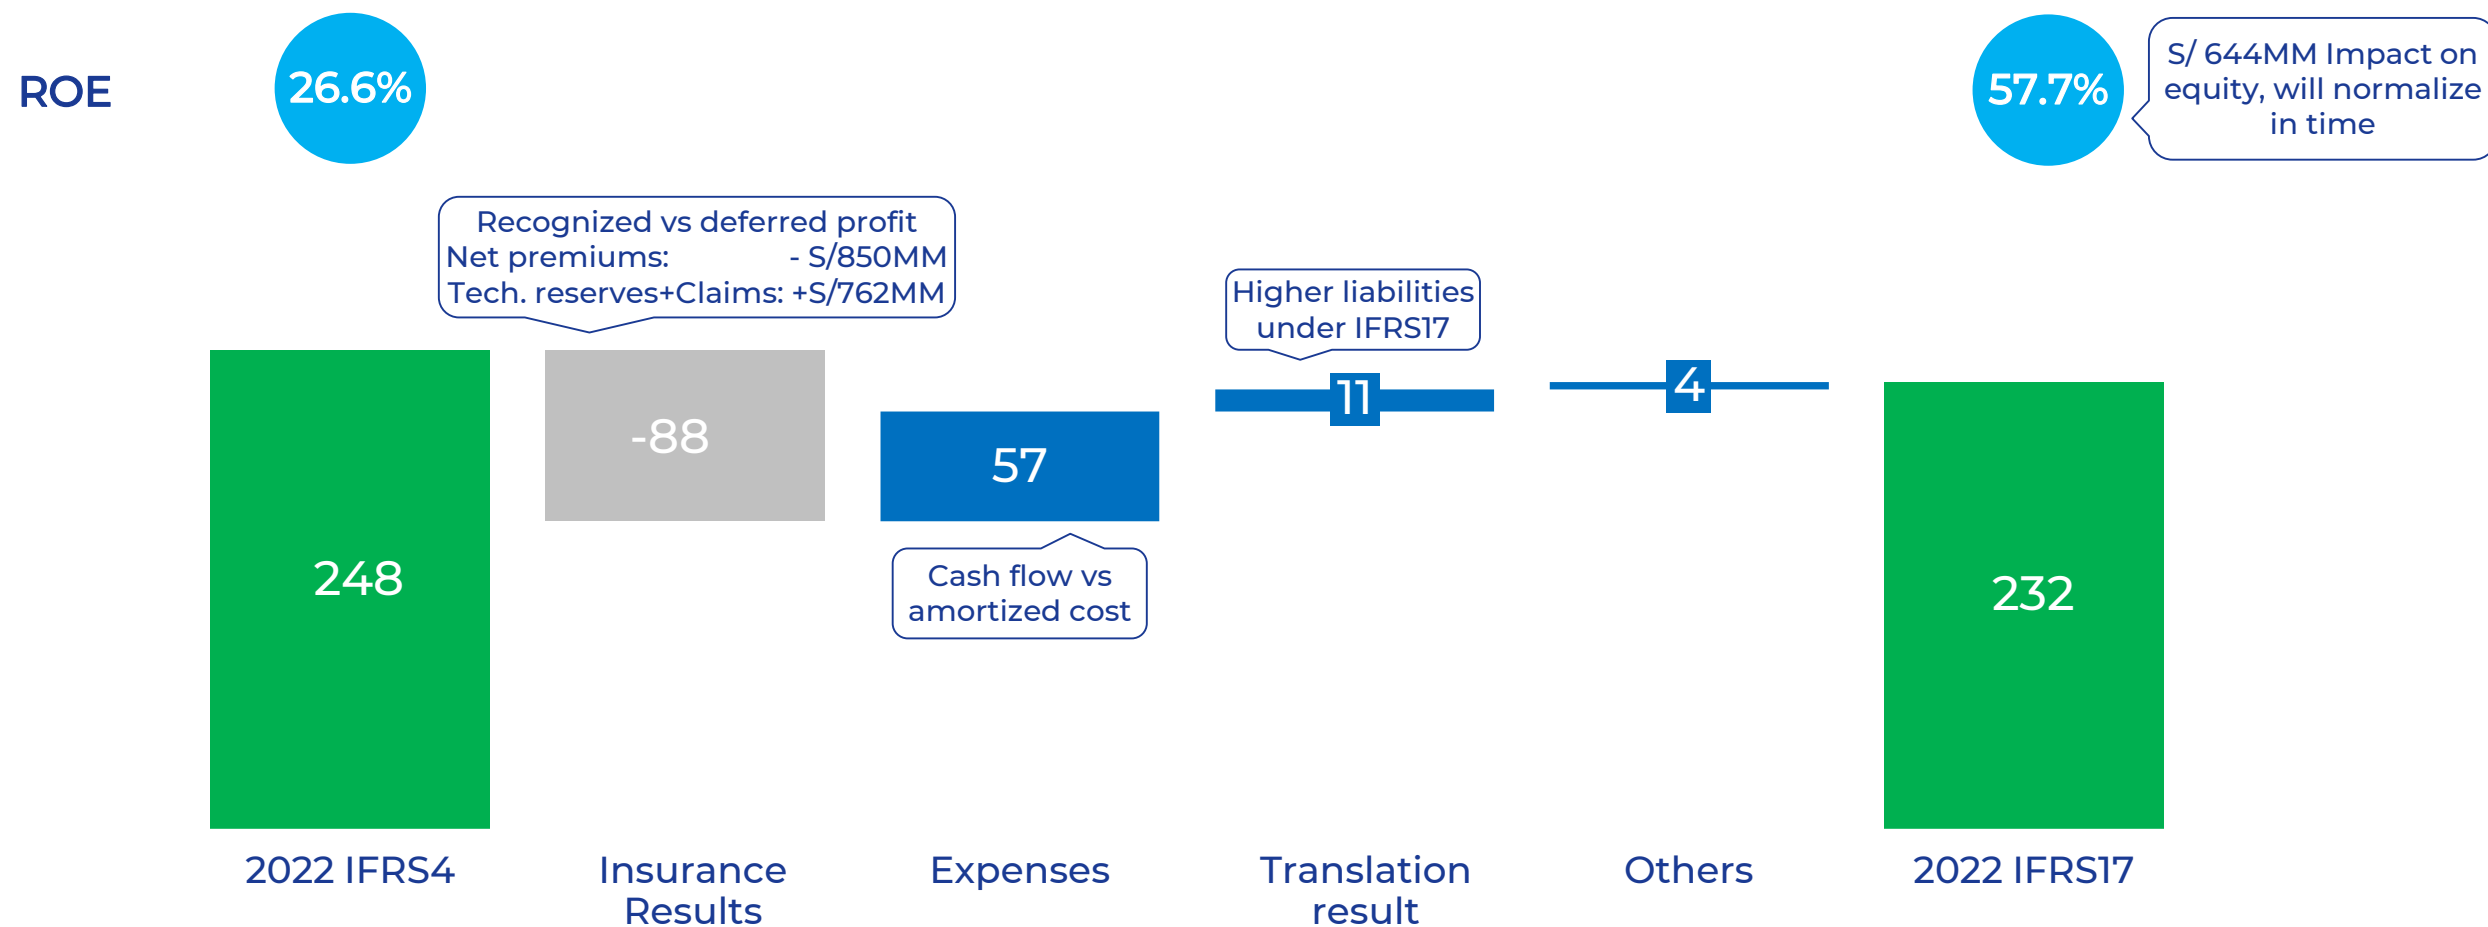 ROE
26.6%
57.7%
S/ 644MM Impact on
equity, will normalize
in time
Recognized vs deferred profit
Net premiums: - S/850MM
Tech. reserves+Claims: +S/762MM
Higher liabilities
under IFRS17
248
-88
57
11
4
232
Cash flow vs
amortized cost
2022 IFRS4
Insurance
Results
Expenses
Translation
result
Others
2022 IFRS17